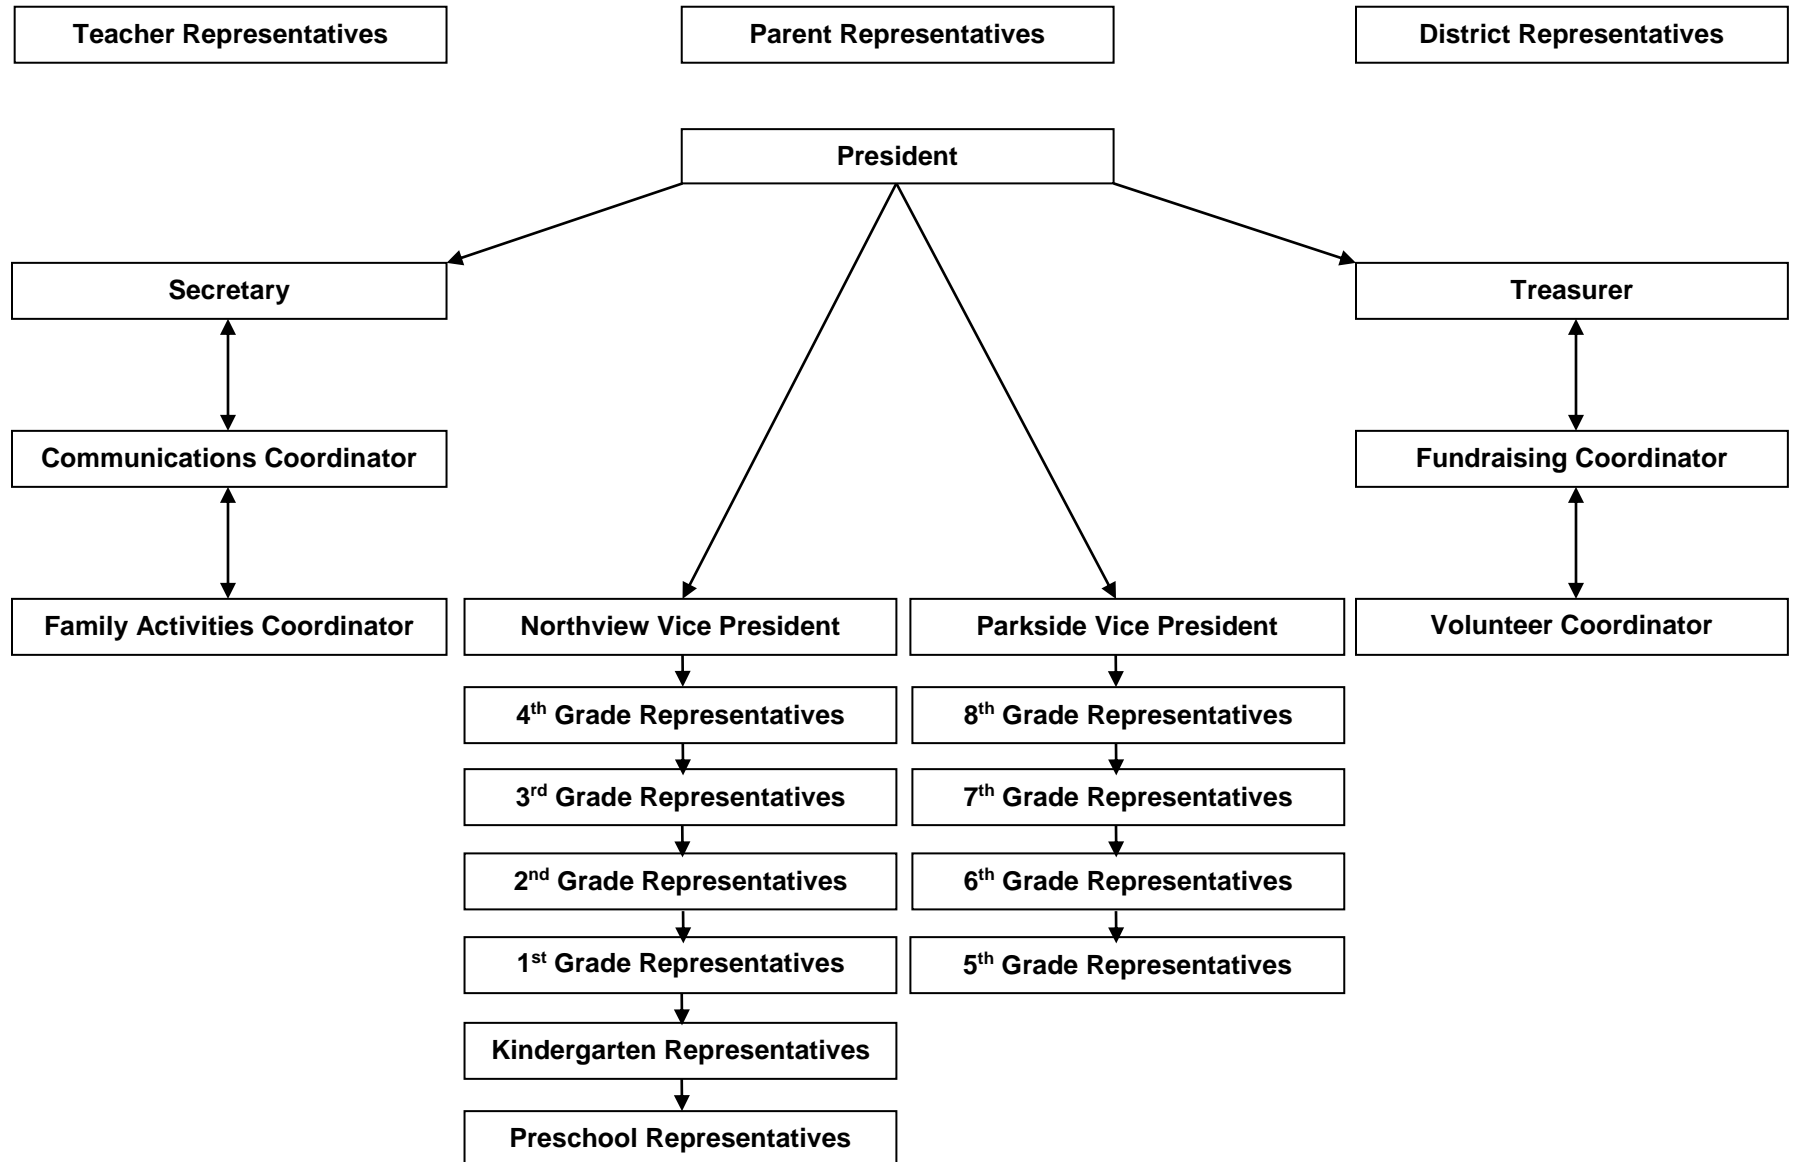 Teacher Representatives
Parent Representatives
District Representatives
President
Secretary
Treasurer
Communications Coordinator
Fundraising Coordinator
Family Activities Coordinator
Northview Vice President
Parkside Vice President
Volunteer Coordinator
4th Grade Representatives
8th Grade Representatives
3rd Grade Representatives
7th Grade Representatives
2nd Grade Representatives
6th Grade Representatives
1st Grade Representatives
5th Grade Representatives
Kindergarten Representatives
Preschool Representatives